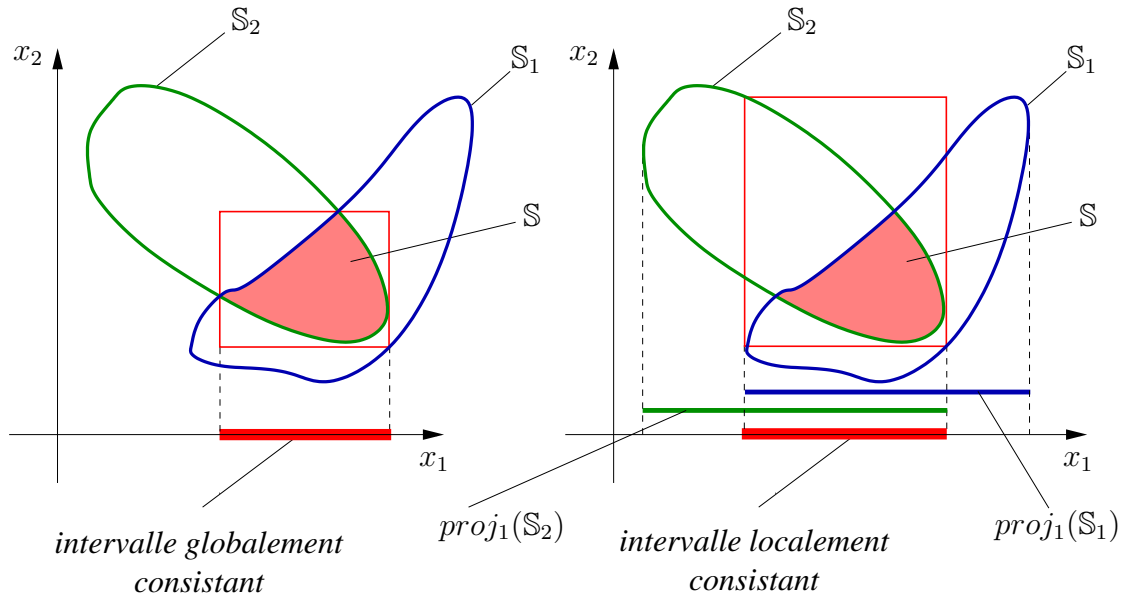 𝕊₂
x₂
𝕊₁
𝕊
x₁
intervalle globalement
consistant
𝕊₂
x₂
𝕊₁
𝕊
x₁
proj₁(𝕊₂)
proj₁(𝕊₁)
intervalle localement
consistant